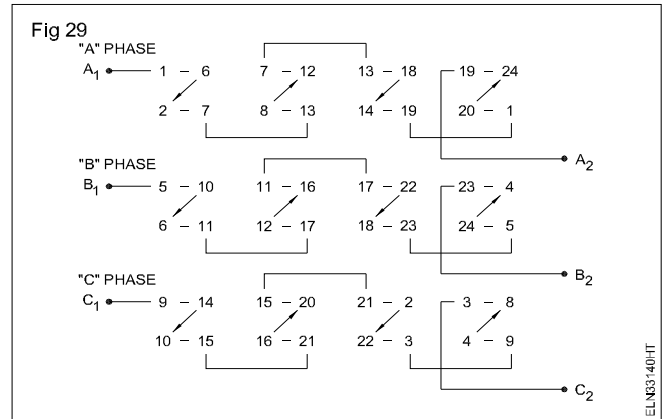 Fig 29
"A" PHASE
A1 1 – 6 7 – 12 13 – 18 19 – 24
2 – 7 8 – 13 14 – 19 20 – 1
A2
"B" PHASE
B1 5 – 10 11 – 16 17 – 22 23 – 4
6 – 11 12 – 17 18 – 23 24 – 5
B2
"C" PHASE
C1 9 – 14 15 – 20 21 – 2 3 – 8
10 – 15 16 – 21 22 – 3 4 – 9
C2
ELN33140HT